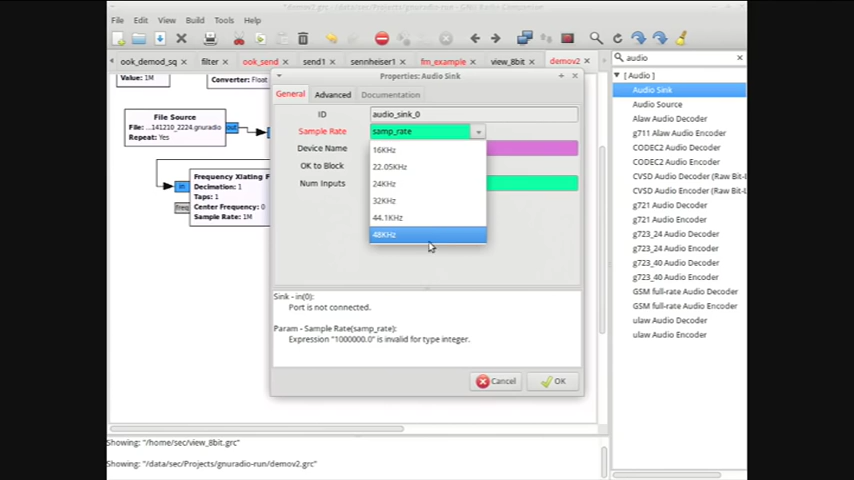 *demov2.grc - /data/sec/Projects/gnuradio-run - GNU Radio Companion
File Edit View Build Tools Help
ook_demod_sq × filter × ook_send × send1 × sennheiser1 × fm_example × view_8bit × demov2 ×
audio
Value: 1M
Converter: Float
File Source
File: ...141210_2224.gnuradio
Repeat: Yes
out
Frequency Xlating F
Decimation: 1
Taps: 1
Center Frequency: 0
Sample Rate: 1M
in
freq
Properties: Audio Sink
General Advanced Documentation
ID audio_sink_0
Sample Rate samp_rate
Device Name
OK to Block
Num Inputs
16KHz
22.05KHz
24KHz
32KHz
44.1KHz
48KHz
Sink - in(0):
Port is not connected.
Param - Sample Rate(samp_rate):
Expression "1000000.0" is invalid for type integer.
Cancel OK
[ Audio ]
Audio Sink
Audio Source
Alaw Audio Decoder
g711 Alaw Audio Encoder
CODEC2 Audio Decoder
CODEC2 Audio Encoder
CVSD Audio Decoder (Raw Bit-L
CVSD Audio Encoder (Raw Bit-L
g721 Audio Decoder
g721 Audio Encoder
g723_24 Audio Decoder
g723_24 Audio Encoder
g723_40 Audio Decoder
g723_40 Audio Encoder
GSM full-rate Audio Decoder
GSM full-rate Audio Encoder
ulaw Audio Decoder
ulaw Audio Encoder
Showing: "/home/sec/view_8bit.grc"
Showing: "/data/sec/Projects/gnuradio-run/demov2.grc"